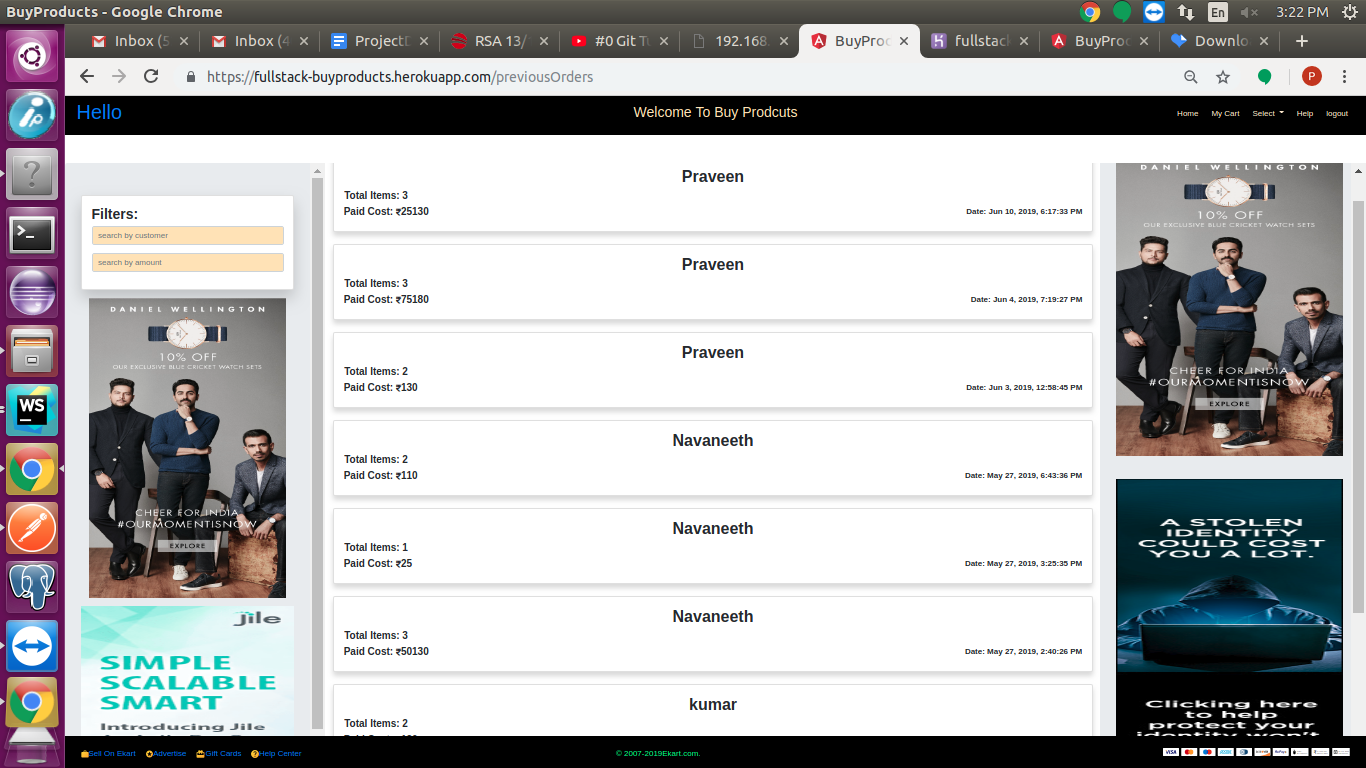 BuyProducts - Google Chrome
En
3:22 PM
Inbox (5
Inbox (4
ProjectD
RSA 13/
#0 Git Tu
192.168.
BuyProd
fullstack
BuyProd
Downlo
https://fullstack-buyproducts.herokuapp.com/previousOrders
P
Hello
Welcome To Buy Prodcuts
Home
My Cart
Select
Help
logout
Filters:
search by customer
search by amount
DANIEL WELLINGTON
10% OFF
OUR EXCLUSIVE BLUE CRICKET WATCH SETS
CHEER FOR INDIA
#OURMOMENTISNOW
EXPLORE
jile
SIMPLE
SCALABLE
SMART
Introducing Jile
Praveen
Total Items: 3
Paid Cost: ₹25130
Date: Jun 10, 2019, 6:17:33 PM
Praveen
Total Items: 3
Paid Cost: ₹75180
Date: Jun 4, 2019, 7:19:27 PM
Praveen
Total Items: 2
Paid Cost: ₹130
Date: Jun 3, 2019, 12:58:45 PM
Navaneeth
Total Items: 2
Paid Cost: ₹110
Date: May 27, 2019, 6:43:36 PM
Navaneeth
Total Items: 1
Paid Cost: ₹25
Date: May 27, 2019, 3:25:35 PM
Navaneeth
Total Items: 3
Paid Cost: ₹50130
Date: May 27, 2019, 2:40:26 PM
kumar
Total Items: 2
DANIEL WELLINGTON
10% OFF
OUR EXCLUSIVE BLUE CRICKET WATCH SETS
CHEER FOR INDIA
#OURMOMENTISNOW
EXPLORE
A STOLEN
IDENTITY
COULD COST
YOU A LOT.
Clicking here
to help
protect your
identity won't
WS
Sell On Ekart
Advertise
Gift Cards
Help Center
© 2007-2019Ekart.com.
VISA